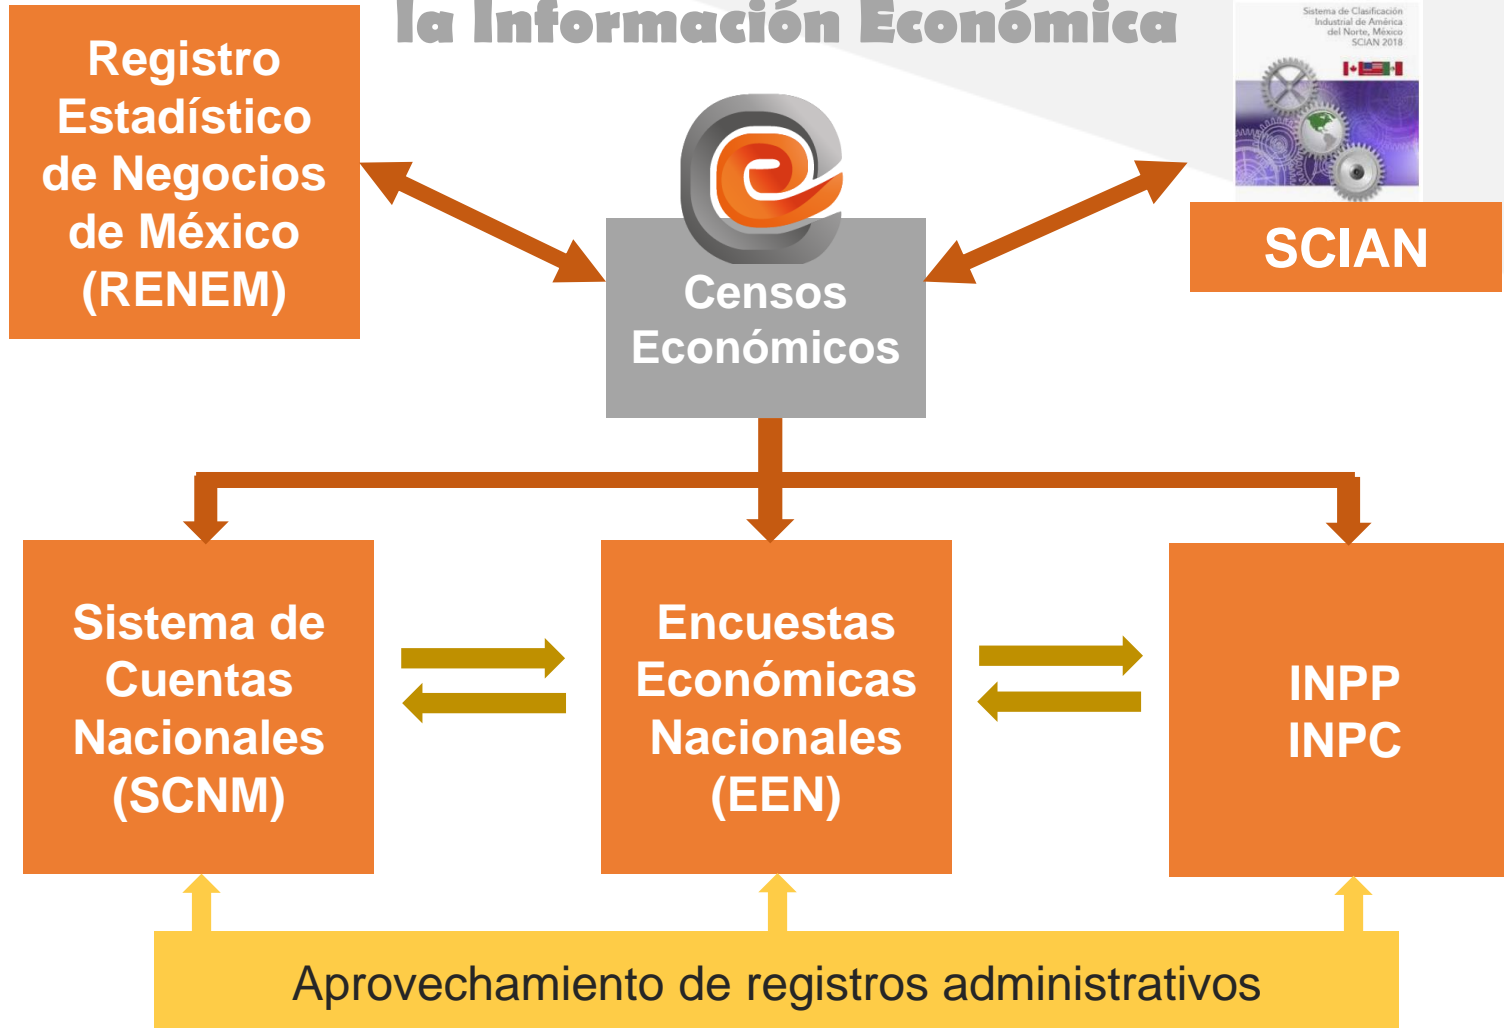 la Información Económica
Sistema de Clasificación
Industrial de América
del Norte, México
SCIAN 2018
Registro
Estadístico
de Negocios
de México
(RENEM)
SCIAN
Censos
Económicos
Sistema de
Cuentas
Nacionales
(SCNM)
Encuestas
Económicas
Nacionales
(EEN)
INPP
INPC
Aprovechamiento de registros administrativos